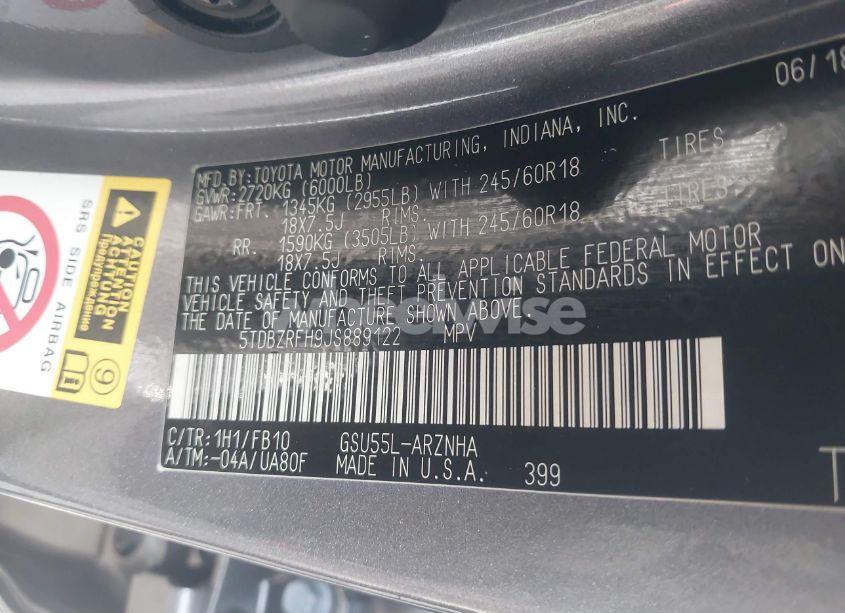 06/18
MFD.BY:TOYOTA MOTOR MANUFACTURING, INDIANA, INC.
GVWR:2720KG (6000LB)
GAWR:FRT. 1345KG (2955LB) WITH 245/60R18 TIRES
18X7.5J RIMS.
RR. 1590KG (3505LB) WITH 245/60R18 TIRES
18X7.5J RIMS.
THIS VEHICLE CONFORMS TO ALL APPLICABLE FEDERAL MOTOR
VEHICLE SAFETY AND THEFT PREVENTION STANDARDS IN EFFECT ON
THE DATE OF MANUFACTURE SHOWN ABOVE.
5TDBZRFH9JS889122 MPV
C/TR:1H1/FB10 GSU55L-ARZNHA
A/TM:-04A/UA80F MADE IN U.S.A. 399
T
CAUTION
ATENCION
ACHTUNG
Предупреждение
SRS SIDE AIRBAG
9